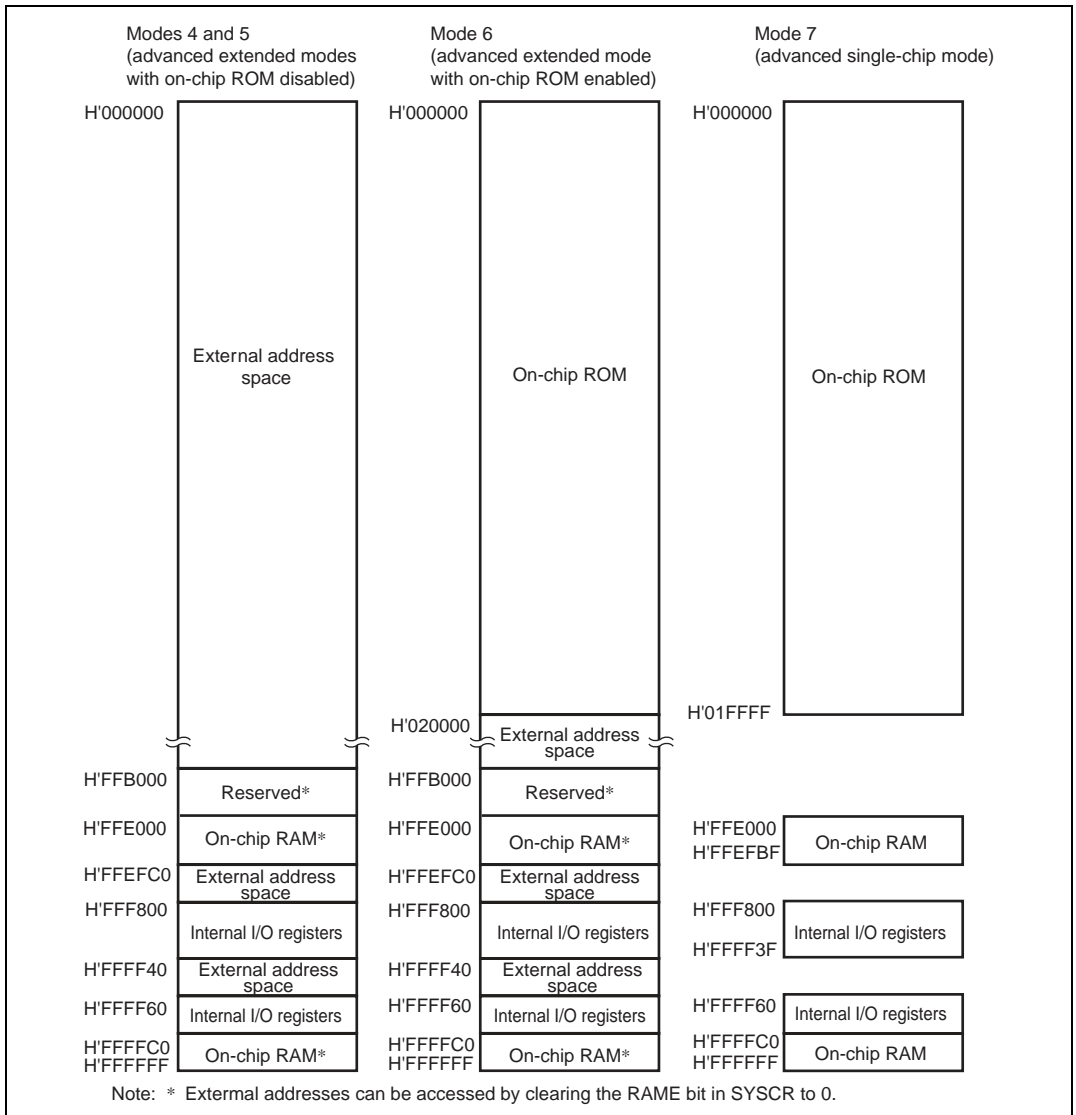 Modes 4 and 5
(advanced extended modes
with on-chip ROM disabled)
H'000000
External address
space
H'FFB000
Reserved*
H'FFE000
On-chip RAM*
H'FFEFC0
External address
space
H'FFF800
Internal I/O registers
H'FFFF40
External address
space
H'FFFF60
Internal I/O registers
H'FFFFC0
On-chip RAM*
H'FFFFFF
Mode 6
(advanced extended mode
with on-chip ROM enabled)
H'000000
On-chip ROM
H'020000
External address
space
H'FFB000
Reserved*
H'FFE000
On-chip RAM*
H'FFEFC0
External address
space
H'FFF800
Internal I/O registers
H'FFFF40
External address
space
H'FFFF60
Internal I/O registers
H'FFFFC0
On-chip RAM*
H'FFFFFF
Mode 7
(advanced single-chip mode)
H'000000
On-chip ROM
H'01FFFF
H'FFE000
On-chip RAM
H'FFEFBF
H'FFF800
Internal I/O registers
H'FFFF3F
H'FFFF60
Internal I/O registers
H'FFFFC0
On-chip RAM
H'FFFFFF
Note: * Extermal addresses can be accessed by clearing the RAME bit in SYSCR to 0.